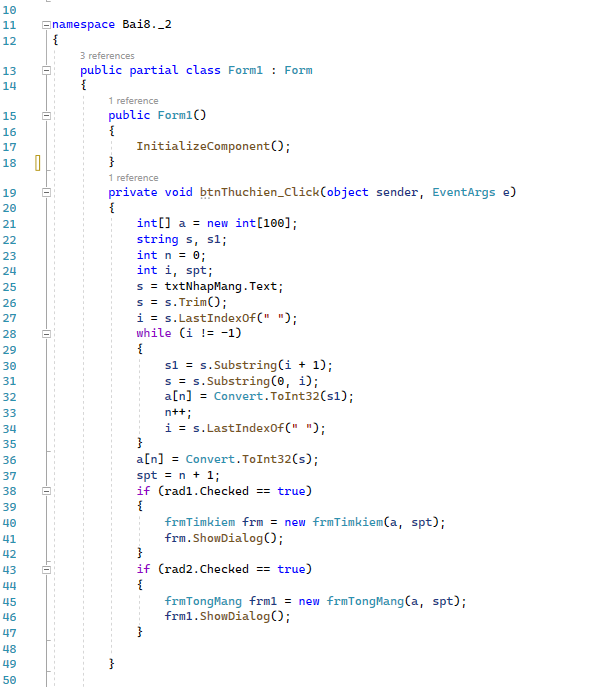 10
11 namespace Bai8._2
12 {
3 references
13 public partial class Form1 : Form
14 {
1 reference
15 public Form1()
16 {
17 InitializeComponent();
18 }
1 reference
19 private void btnThuchien_Click(object sender, EventArgs e)
20 {
21 int[] a = new int[100];
22 string s, s1;
23 int n = 0;
24 int i, spt;
25 s = txtNhapMang.Text;
26 s = s.Trim();
27 i = s.LastIndexOf(" ");
28 while (i != -1)
29 {
30 s1 = s.Substring(i + 1);
31 s = s.Substring(0, i);
32 a[n] = Convert.ToInt32(s1);
33 n++;
34 i = s.LastIndexOf(" ");
35 }
36 a[n] = Convert.ToInt32(s);
37 spt = n + 1;
38 if (rad1.Checked == true)
39 {
40 frmTimkiem frm = new frmTimkiem(a, spt);
41 frm.ShowDialog();
42 }
43 if (rad2.Checked == true)
44 {
45 frmTongMang frm1 = new frmTongMang(a, spt);
46 frm1.ShowDialog();
47 }
48
49 }
50